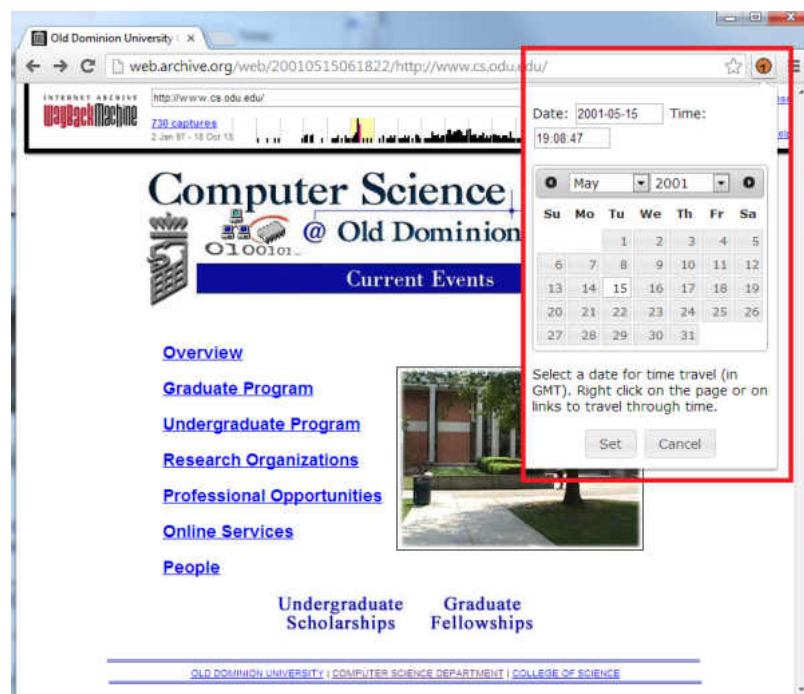 Old Dominion University
web.archive.org/web/20010515061822/http://www.cs.odu.edu/
INTERNET ARCHIVE
WayBackMachine
http://www.cs.odu.edu/
730 captures
2 Jan 97 - 18 Oct 13
Computer Science
@ Old Dominion
Current Events
Overview
Graduate Program
Undergraduate Program
Research Organizations
Professional Opportunities
Online Services
People
Undergraduate Scholarships
Graduate Fellowships
OLD DOMINION UNIVERSITY | COMPUTER SCIENCE DEPARTMENT | COLLEGE OF SCIENCE
Date: 2001-05-15 Time:
19:08:47
May 2001
Su Mo Tu We Th Fr Sa
1 2 3 4 5
6 7 8 9 10 11 12
13 14 15 16 17 18 19
20 21 22 23 24 25 26
27 28 29 30 31
Select a date for time travel (in
GMT). Right click on the page or on
links to travel through time.
Set Cancel